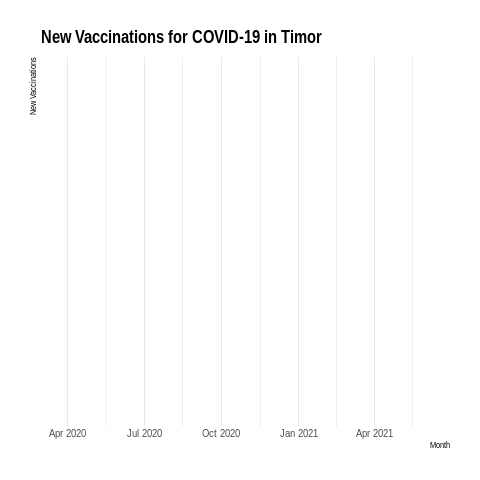 New Vaccinations for COVID-19 in Timor
New Vaccinations
Apr 2020 Jul 2020 Oct 2020 Jan 2021 Apr 2021
Month